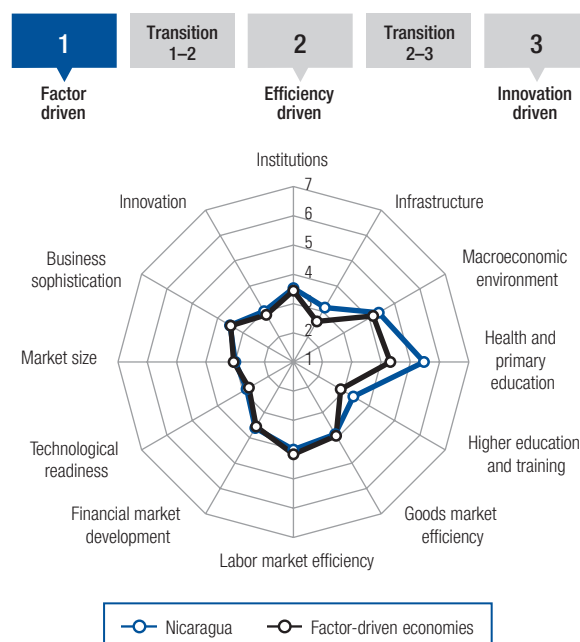 1
Transition
1–2
2
Transition
2–3
3
Factor
driven
Efficiency
driven
Innovation
driven
Institutions
Infrastructure
Macroeconomic
environment
Health and
primary
education
Higher education
and training
Goods market
efficiency
Labor market efficiency
Financial market
development
Technological
readiness
Market size
Business
sophistication
Innovation
7
6
5
4
3
2
1
Nicaragua
Factor-driven economies